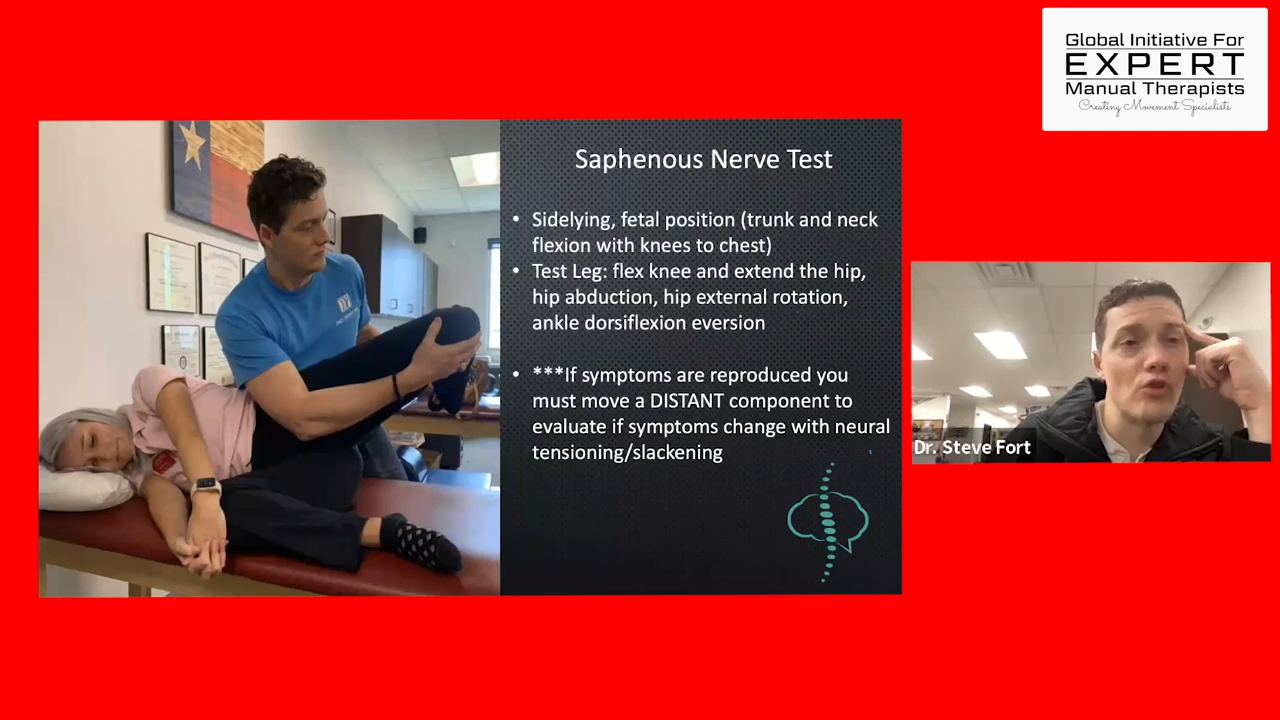 Global Initiative For
EXPERT
Manual Therapists
Creating Movement Specialists
Saphenous Nerve Test
• Sidelying, fetal position (trunk and neck
flexion with knees to chest)
• Test Leg: flex knee and extend the hip,
hip abduction, hip external rotation,
ankle dorsiflexion eversion
• ***If symptoms are reproduced you
must move a DISTANT component to
evaluate if symptoms change with neural
tensioning/slackening
Dr. Steve Fort